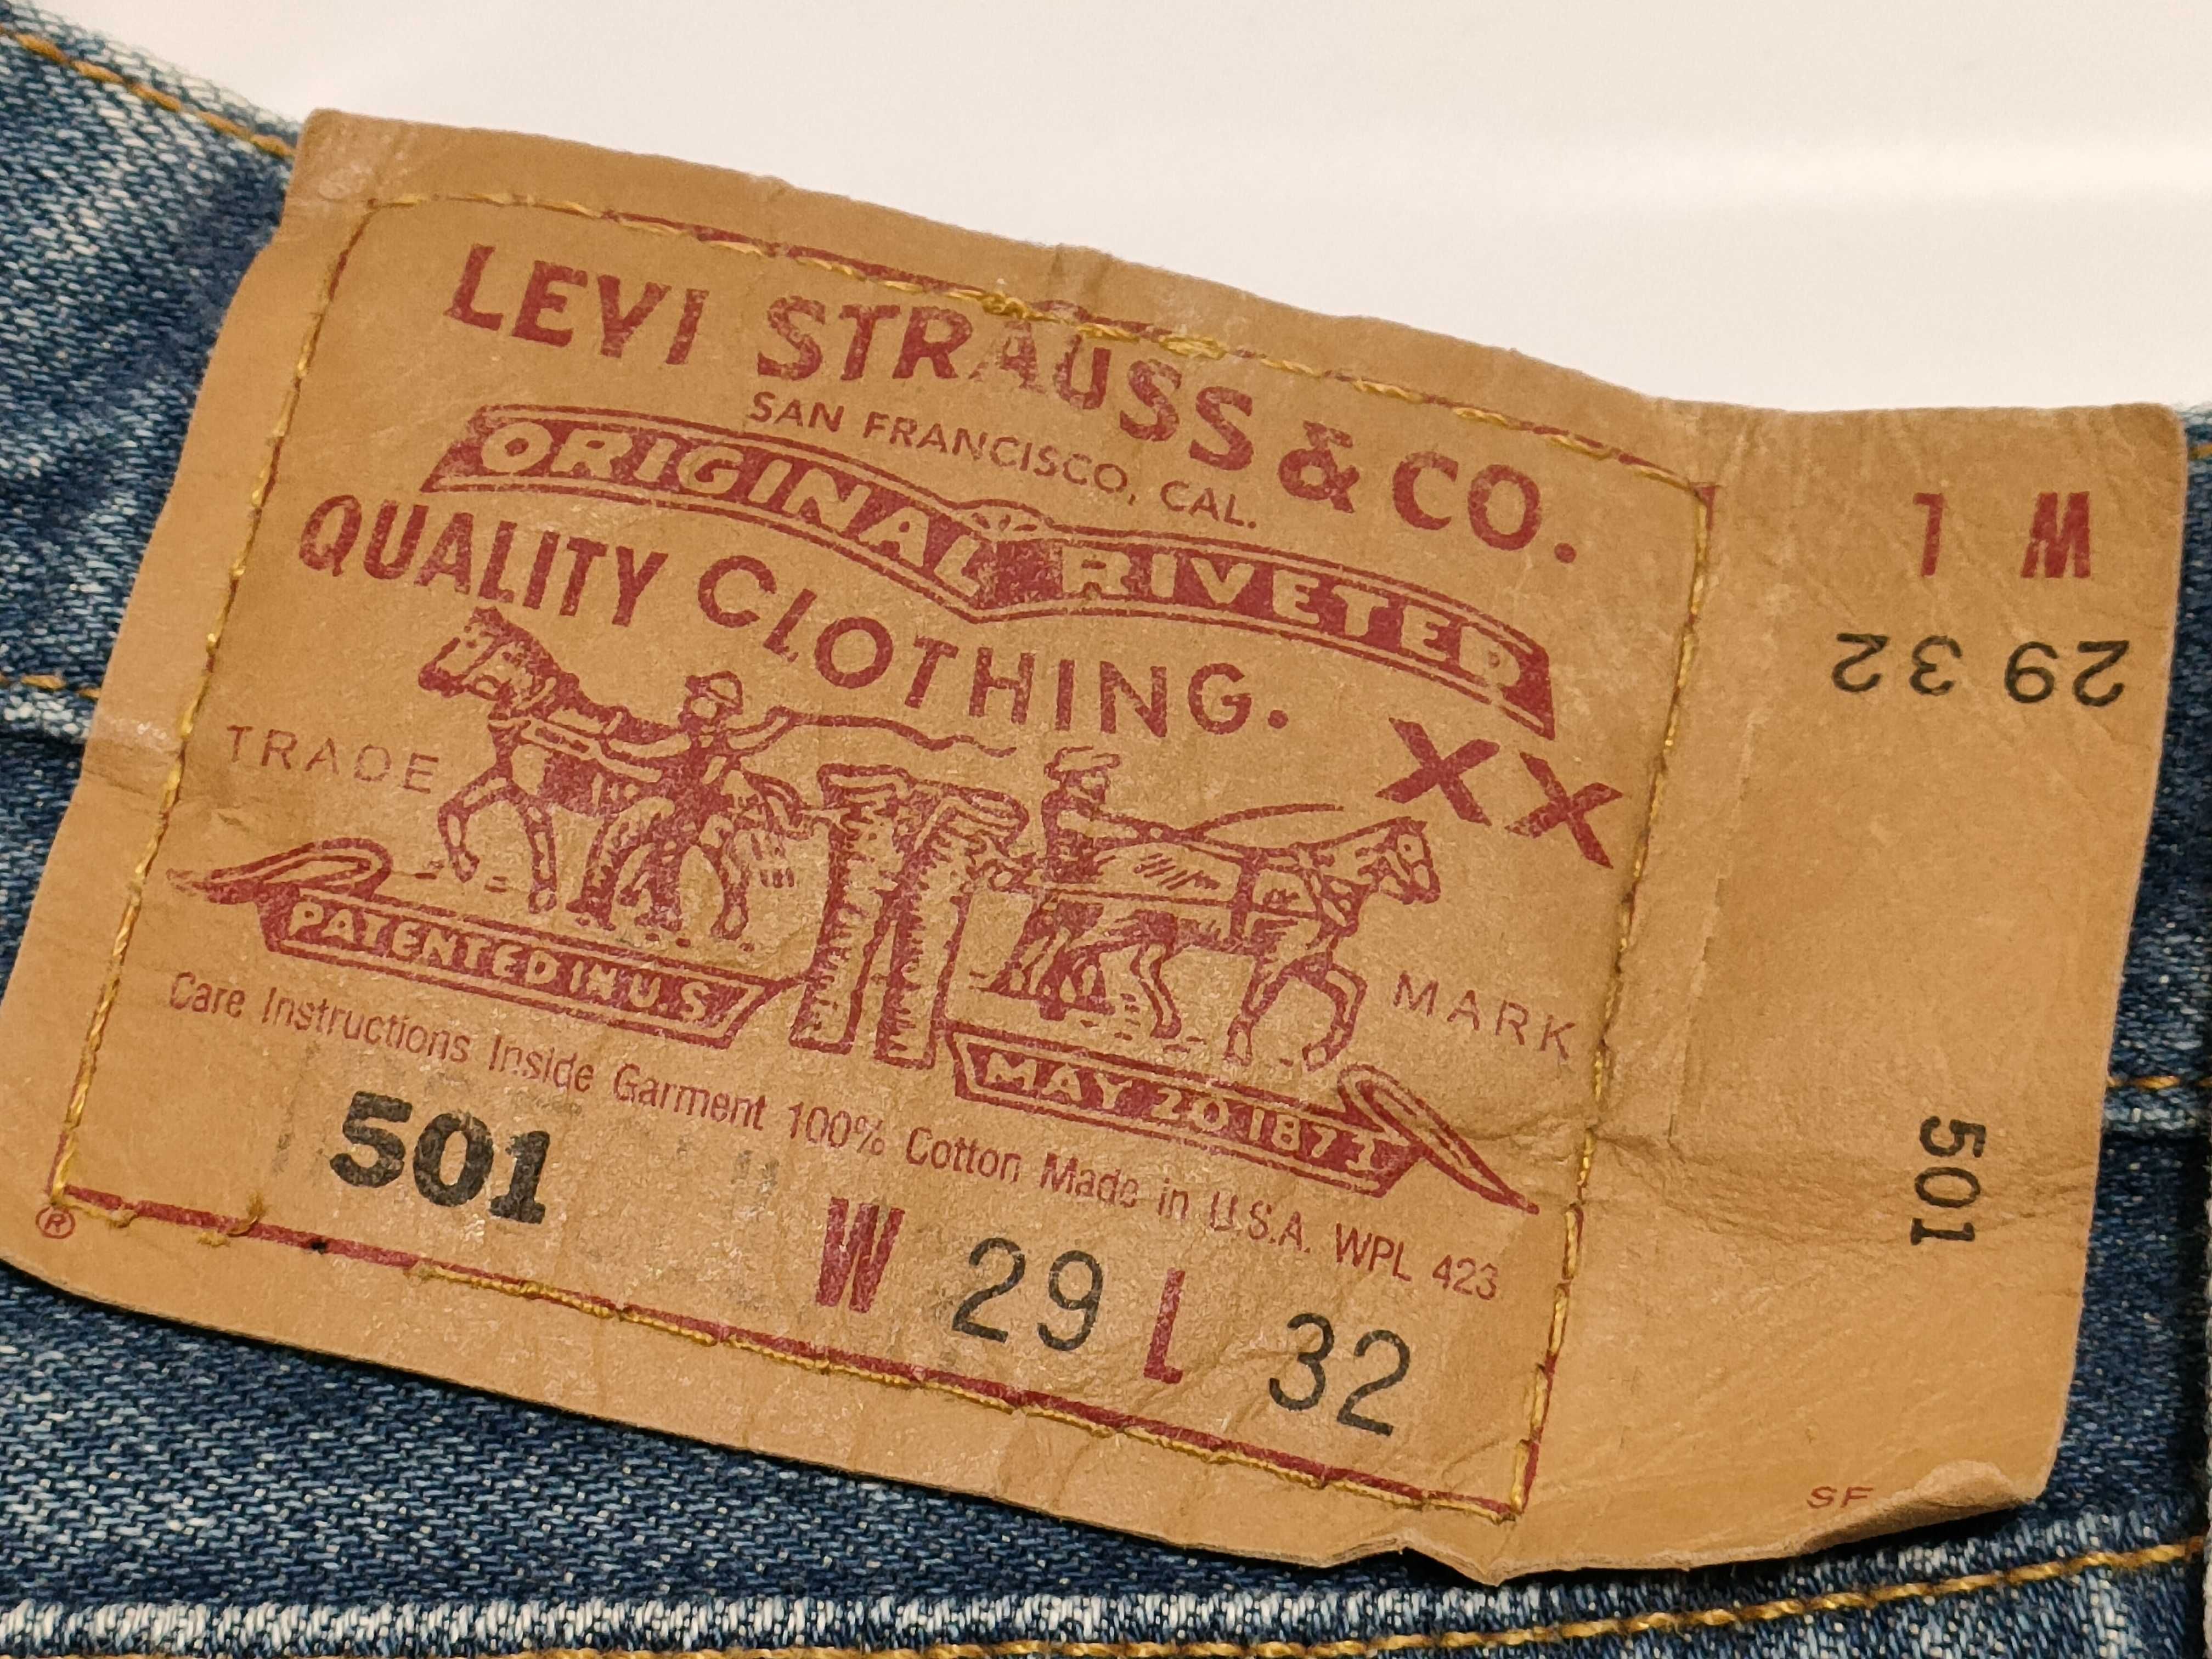 LEVI STRAUSS & CO.
SAN FRANCISCO, CAL.
ORIGINAL RIVETED
QUALITY CLOTHING.
XX
TRADE MARK
PATENTED IN U.S.
MAY 20 1873
Care Instructions Inside Garment 100% Cotton Made in U.S.A. WPL 423
501 W 29 L 32
®
W L
29 32
501
SF